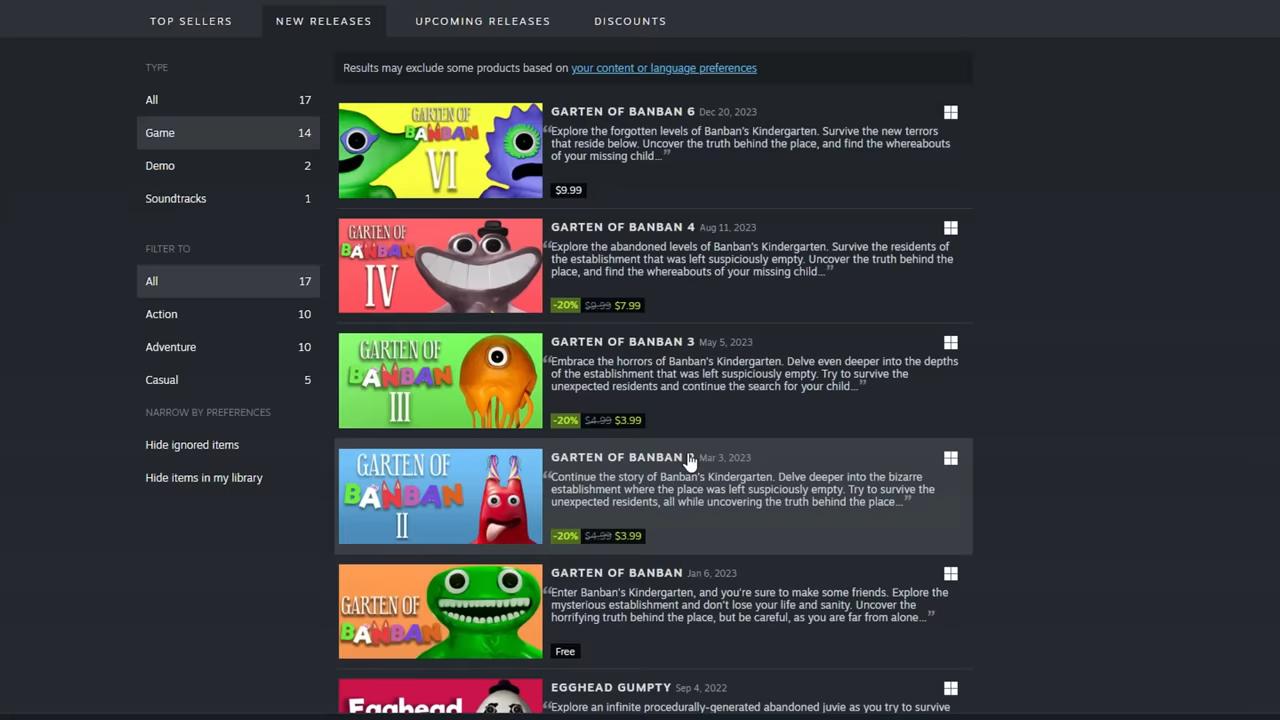 TOP SELLERS
NEW RELEASES
UPCOMING RELEASES
DISCOUNTS
TYPE
All 17
Game 14
Demo 2
Soundtracks 1
FILTER TO
All 17
Action 10
Adventure 10
Casual 5
NARROW BY PREFERENCES
Hide ignored items
Hide items in my library
Results may exclude some products based on your content or language preferences
GARTEN OF
BANBAN
VI
GARTEN OF BANBAN 6 Dec 20, 2023
“Explore the forgotten levels of Banban's Kindergarten. Survive the new terrors
that reside below. Uncover the truth behind the place, and find the whereabouts
of your missing child...”
$9.99
GARTEN OF
BANBAN
IV
GARTEN OF BANBAN 4 Aug 11, 2023
“Explore the abandoned levels of Banban's Kindergarten. Survive the residents of
the establishment that was left suspiciously empty. Uncover the truth behind the
place, and find the whereabouts of your missing child...”
-20% $9.99 $7.99
GARTEN OF
BANBAN
III
GARTEN OF BANBAN 3 May 5, 2023
“Embrace the horrors of Banban's Kindergarten. Delve even deeper into the depths
of the establishment that was left suspiciously empty. Try to survive the
unexpected residents and continue the search for your child...”
-20% $4.99 $3.99
GARTEN OF
BANBAN
II
GARTEN OF BANBAN Mar 3, 2023
“Continue the story of Banban's Kindergarten. Delve deeper into the bizarre
establishment where the place was left suspiciously empty. Try to survive the
unexpected residents, all while uncovering the truth behind the place...”
-20% $4.99 $3.99
GARTEN OF
BANBAN
GARTEN OF BANBAN Jan 6, 2023
“Enter Banban's Kindergarten, and you're sure to make some friends. Explore the
mysterious establishment and don't lose your life and sanity. Uncover the
horrifying truth behind the place, but be careful, as you are far from alone...”
Free
Egghead
EGGHEAD GUMPTY Sep 4, 2022
“Explore an infinite procedurally-generated abandoned juvie as you try to survive